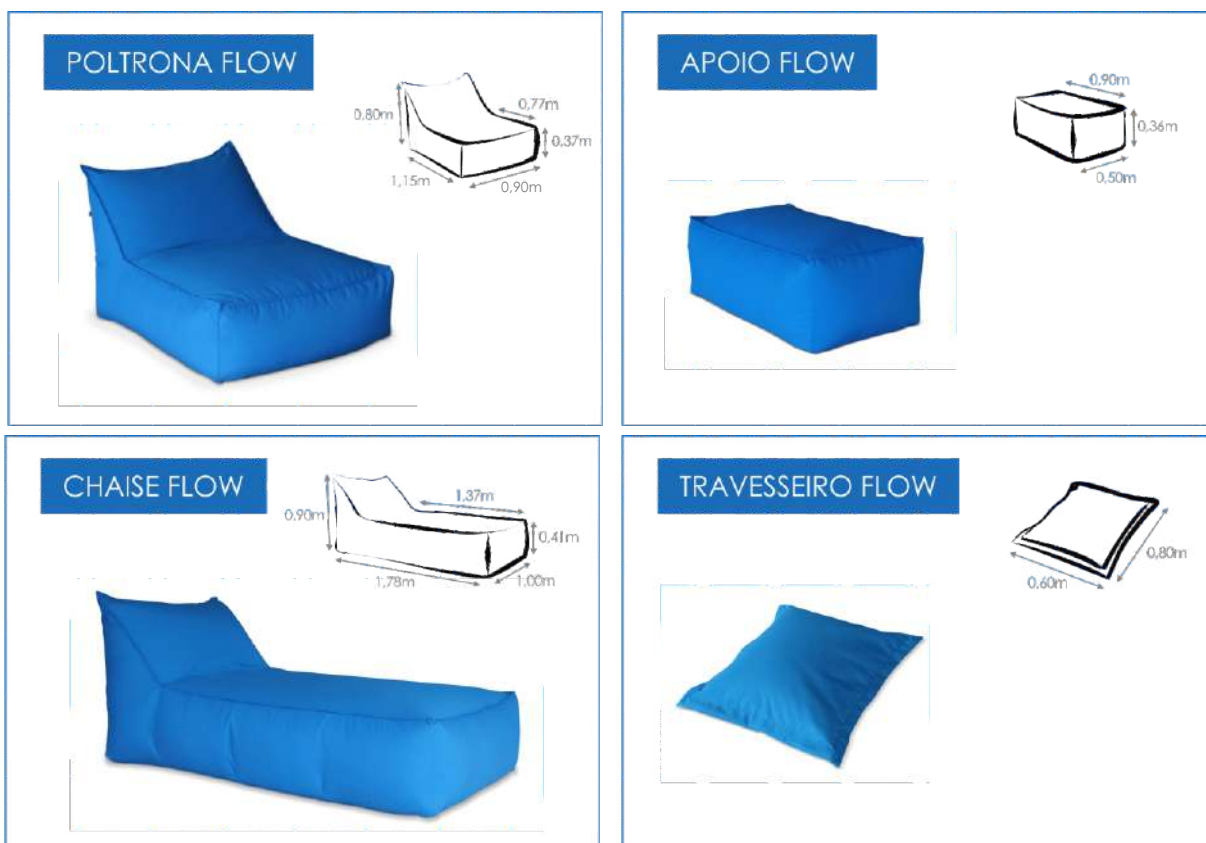 POLTRONA FLOW
0,80m
0,77m
0,37m
1,15m
0,90m
APOIO FLOW
0,90m
0,36m
0,50m
CHAISE FLOW
0,90m
1,37m
0,41m
1,78m
1,00m
TRAVESSEIRO FLOW
0,80m
0,60m